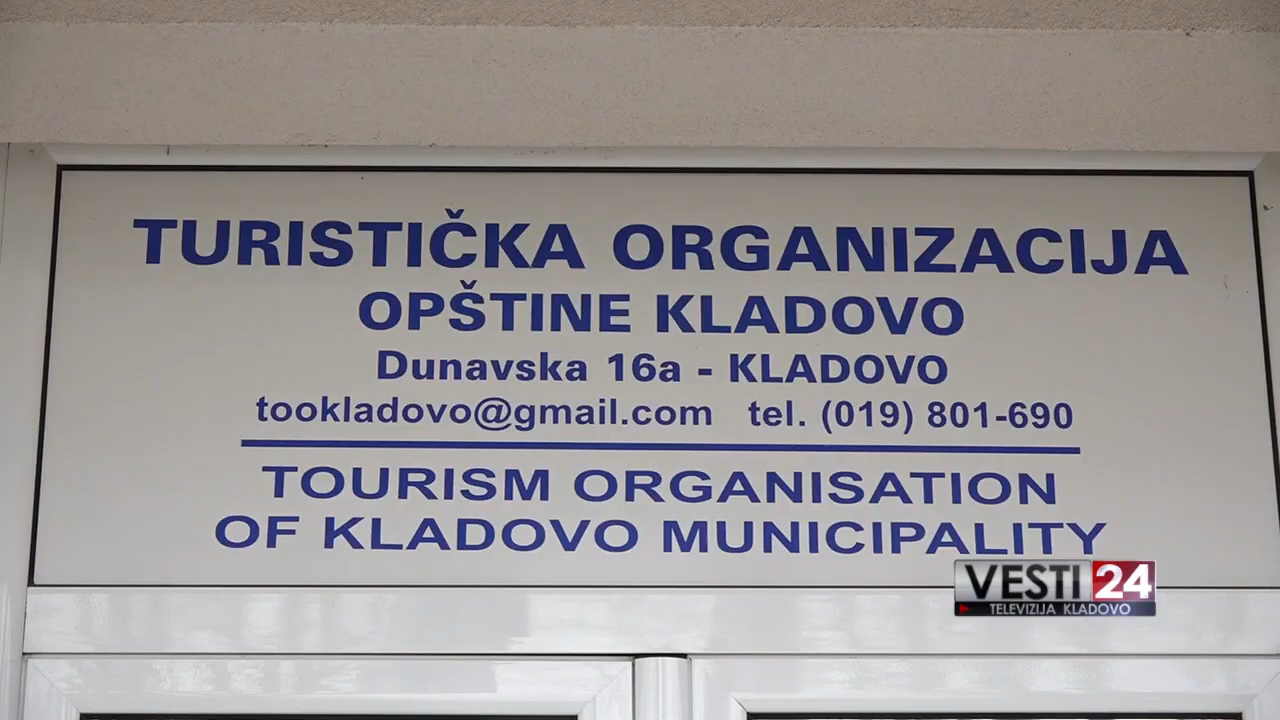 TURISTIČKA ORGANIZACIJA
OPŠTINE KLADOVO
Dunavska 16a - KLADOVO
tookladovo@gmail.com tel. (019) 801-690
TOURISM ORGANISATION
OF KLADOVO MUNICIPALITY
VESTI 24
TELEVIZIJA KLADOVO